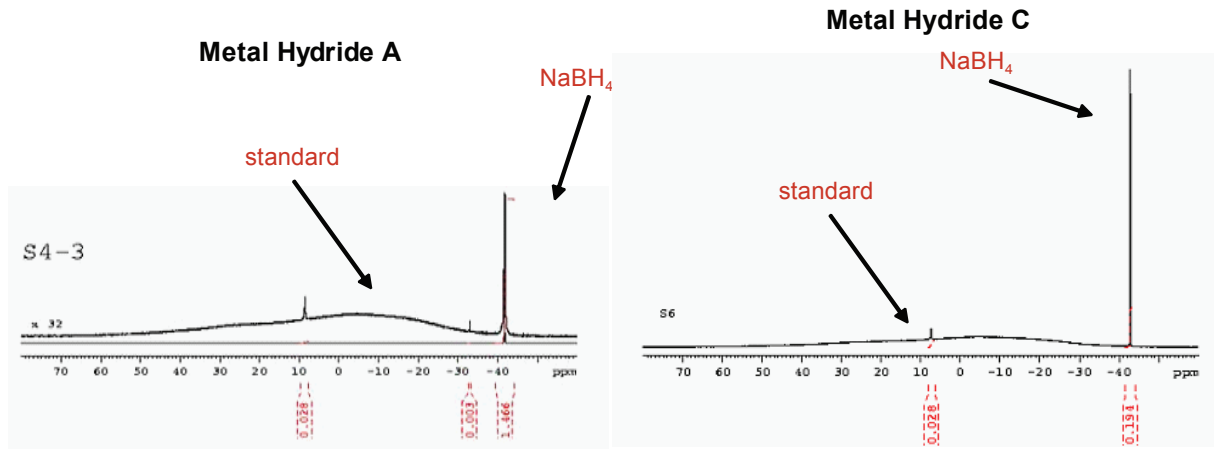 Metal Hydride A
NaBH₄
standard
S4-3
x 32
70 60 50 40 30 20 10 0 -10 -20 -30 -40 ppm
0.028
0.003
1.466
Metal Hydride C
NaBH₄
standard
S6
70 60 50 40 30 20 10 0 -10 -20 -30 -40 ppm
0.028
0.194